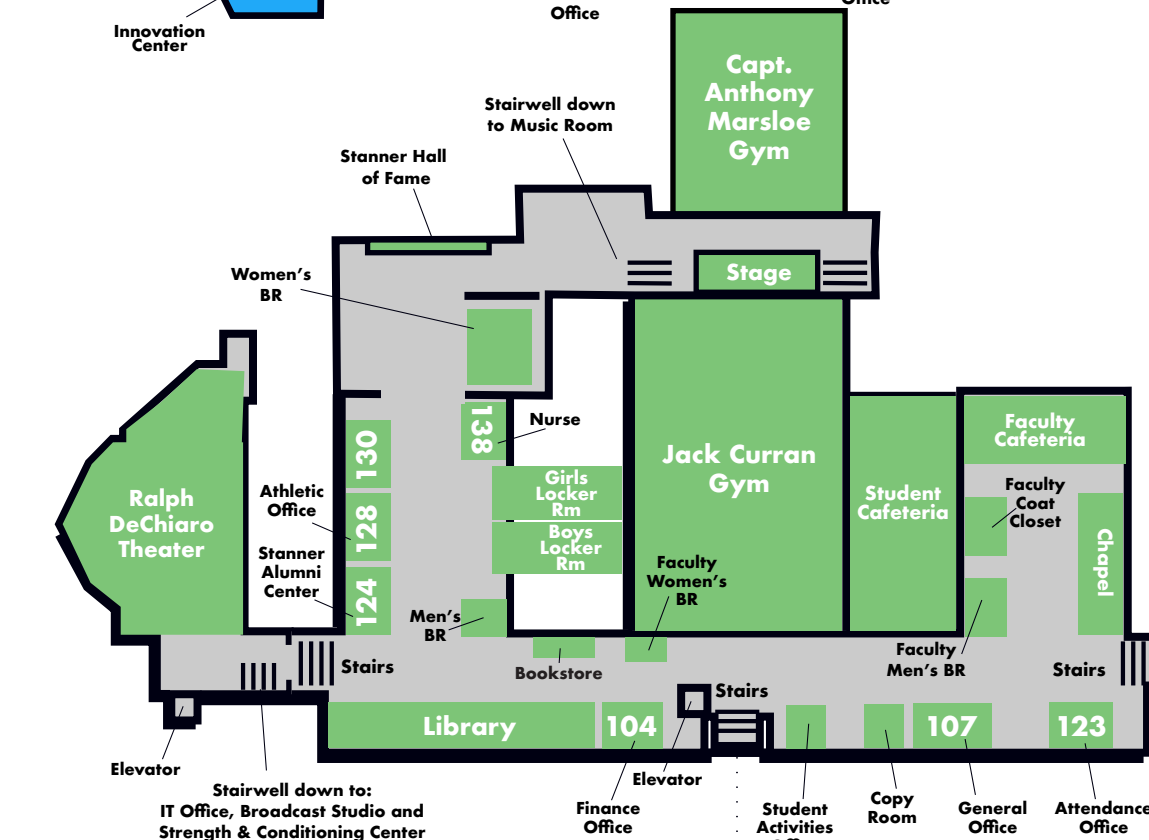 Innovation
Center
Office
Office
Capt.
Anthony
Marsloe
Gym
Stairwell down
to Music Room
Stanner Hall
of Fame
Women's
BR
Stage
138
Nurse
130
Athletic
Office
128
Stanner
Alumni
Center
124
Ralph
DeChiaro
Theater
Girls
Locker
Rm
Boys
Locker
Rm
Jack Curran
Gym
Student
Cafeteria
Faculty
Cafeteria
Faculty
Coat
Closet
Chapel
Faculty
Women's
BR
Men's
BR
Bookstore
Faculty
Men's BR
Stairs
Stairs
Stairs
Library
104
107
123
Elevator
Elevator
Stairwell down to:
IT Office, Broadcast Studio and
Strength & Conditioning Center
Finance
Office
Student
Activities
Copy
Room
General
Office
Attendance
Office